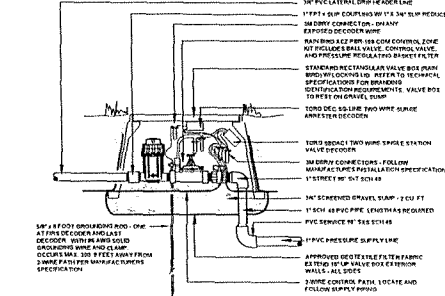 3/4" PVC LATERAL DRIP HEADER LINE
1" FPT x SLIP COUPLING W/ 1" X 3/4" SLIP REDUCE
3M DBRY CONNECTOR - ON ANY
EXPOSED DECODER WIRE
RAIN BIRD XCZ PBR-100 COM CONTROL ZONE
KIT INCLUDES BALL VALVE, CONTROL VALVE,
AND PRESSURE REGULATING BASKET FILTER
STANDARD RECTANGULAR VALVE BOX (RAIN
BIRD) W/LOCKING LID. REFER TO TECHNICAL
SPECIFICATIONS FOR BRANDING
IDENTIFICATION REQUIREMENTS. VALVE BOX
TO REST ON GRAVEL SUMP
TORO DEC SG-LINE TWO WIRE SURGE
ARRESTER DECODER
TWO WIRE SINGLE STATION
VALVE DECODER
3M DBR/Y CONNECTORS - FOLLOW
MANUFACTURES INSTALLATION SPECIFICATION
1" STREET 90° SCH 40
3/4" SCREENED GRAVEL SUMP - 2 CU FT
1" SCH 40 PVC PIPE LENGTH AS REQUIRED
PVC SERVICE 90° SXS SCH 40
1" PVC PRESSURE SUPPLY LINE
APPROVED GEOTEXTILE FILTER FABRIC
EXTEND 10" UP VALVE BOX EXTERIOR
WALLS - ALL SIDES
2-WIRE CONTROL PATH, LOCATE AND
FOLLOW SUPPLY PIPING
5/8" x 8 FOOT GROUNDING ROD - ONE
AT FIRST DECODER AND LAST
DECODER WITH #6 AWG SOLID
GROUNDING WIRE AND CLAMP.
OCCURS MAX. FEET AWAY FROM
2-WIRE PATH PER MANUFACTURERS
SPECIFICATION